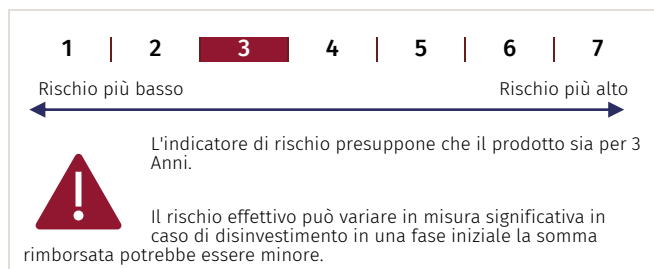 1 | 2 | 3 | 4 | 5 | 6 | 7
Rischio più basso Rischio più alto
L'indicatore di rischio presuppone che il prodotto sia per 3
Anni.
Il rischio effettivo può variare in misura significativa in
caso di disinvestimento in una fase iniziale la somma
rimborsata potrebbe essere minore.